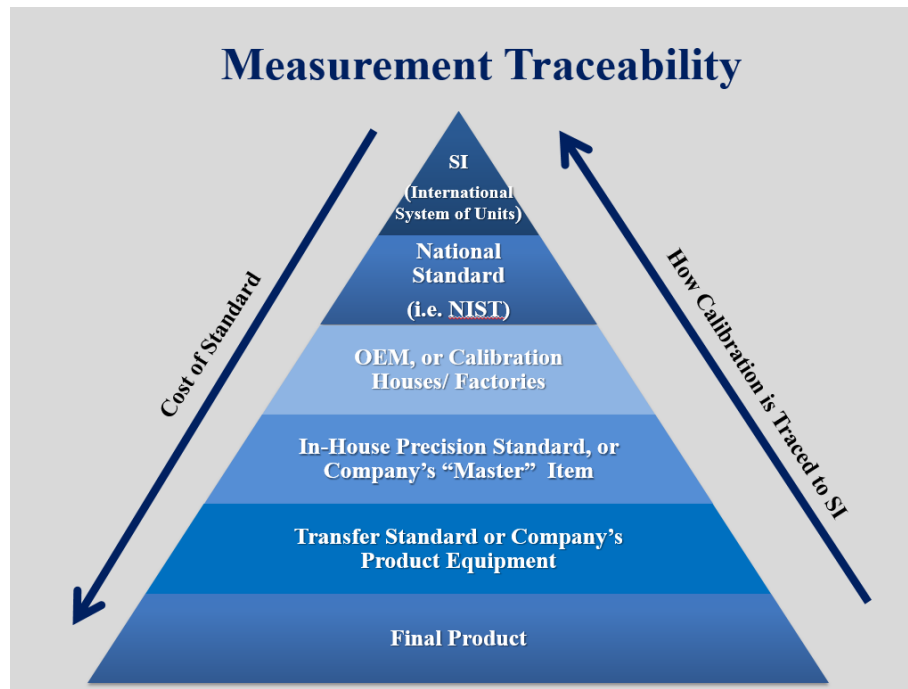 Measurement Traceability
SI
(International
System of Units)
National
Standard
(i.e. NIST)
OEM, or Calibration
Houses/ Factories
In-House Precision Standard, or
Company’s “Master”  Item
Transfer Standard or Company’s
Product Equipment
Final Product
Cost of Standard
How Calibration is Traced to SI